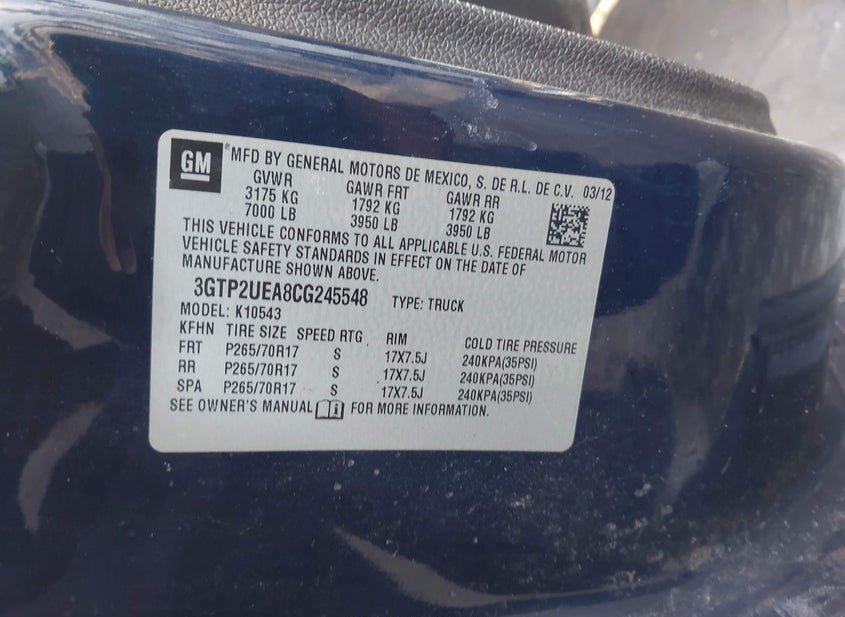 GM *MFD BY GENERAL MOTORS DE MEXICO, S. DE R.L. DE C.V. 03/12
GVWR GAWR FRT GAWR RR
3175 KG 1792 KG 1792 KG
7000 LB 3950 LB 3950 LB
THIS VEHICLE CONFORMS TO ALL APPLICABLE U.S. FEDERAL MOTOR
VEHICLE SAFETY STANDARDS IN EFFECT ON THE DATE OF
MANUFACTURE SHOWN ABOVE.
3GTP2UEA8CG245548 TYPE: TRUCK
MODEL: K10543
KFHN TIRE SIZE SPEED RTG RIM COLD TIRE PRESSURE
FRT P265/70R17 S 17X7.5J 240KPA(35PSI)
RR P265/70R17 S 17X7.5J 240KPA(35PSI)
SPA P265/70R17 S 17X7.5J 240KPA(35PSI)
SEE OWNER'S MANUAL FOR MORE INFORMATION.